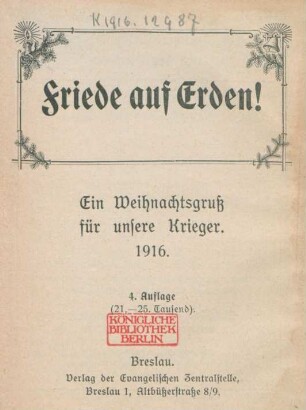 K1916.12987
Friede auf Erden!
Ein Weihnachtsgruß
für unsere Krieger.
1916.
4. Auflage
(21.—25. Tausend).
KÖNIGLICHE
BIBLIOTHEK
BERLIN
Breslau.
Verlag der Evangelischen Zentralstelle,
Breslau 1, Altbüßerstraße 8/9.